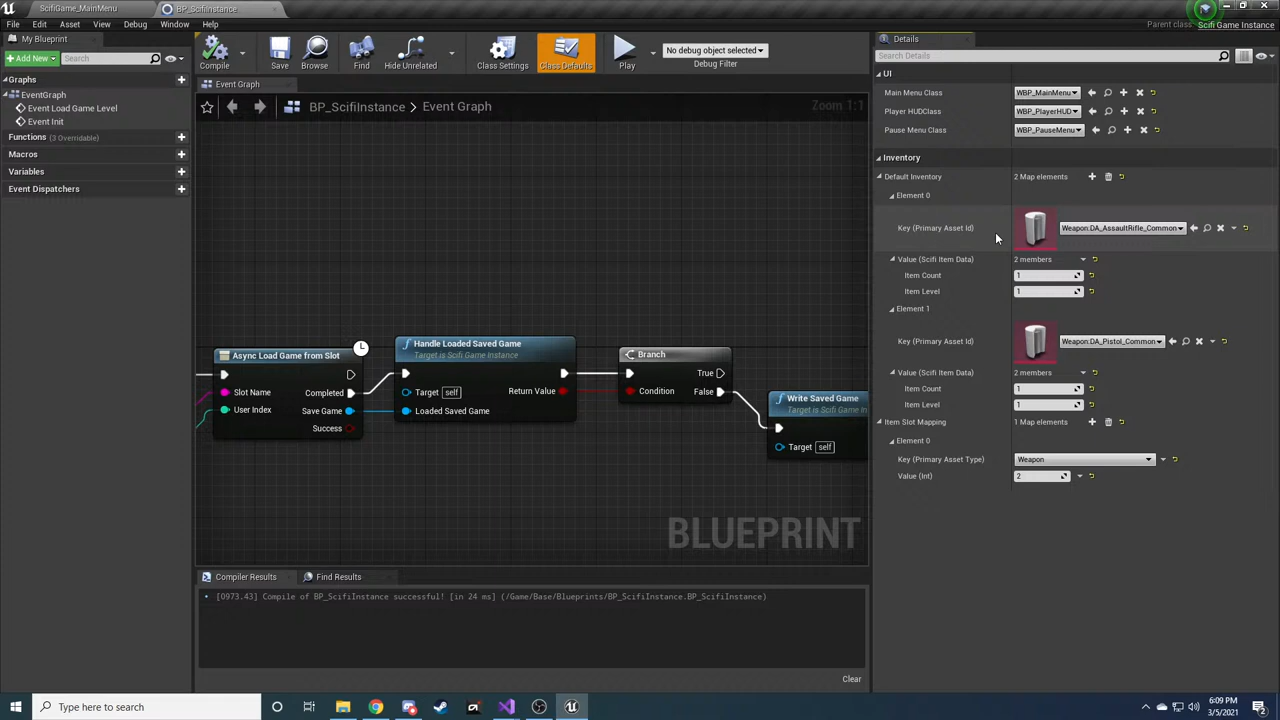 ScifiGame_MainMenu
BP_ScifiInstance
Parent class:
Scifi Game Instance
File Edit Asset View Debug Window Help
My Blueprint
Add New
Search
Graphs
EventGraph
Event Load Game Level
Event Init
Functions (3 Overridable)
Macros
Variables
Event Dispatchers
Compile
Save
Browse
Find
Hide Unrelated
Class Settings
Class Defaults
Play
No debug object selected
Debug Filter
Event Graph
BP_ScifiInstance > Event Graph
Zoom 1:1
Async Load Game from Slot
Slot Name
Completed
User Index
Save Game
Success
Handle Loaded Saved Game
Target is Scifi Game Instance
Target self
Return Value
Loaded Saved Game
Branch
True
Condition
False
Write Saved Game
Target is Scifi Game In
Target self
BLUEPRINT
Compiler Results
Find Results
[0973.43] Compile of BP_ScifiInstance successful! [in 24 ms] (/Game/Base/Blueprints/BP_ScifiInstance.BP_ScifiInstance)
Clear
Details
Search Details
UI
Main Menu Class WBP_MainMenu
Player HUDClass WBP_PlayerHUD
Pause Menu Class WBP_PauseMenu
Inventory
Default Inventory 2 Map elements
Element 0
Key (Primary Asset Id) Weapon:DA_AssaultRifle_Common
Value (Scifi Item Data) 2 members
Item Count 1
Item Level 1
Element 1
Key (Primary Asset Id) Weapon:DA_Pistol_Common
Value (Scifi Item Data) 2 members
Item Count 1
Item Level 1
Item Slot Mapping 1 Map elements
Element 0
Key (Primary Asset Type) Weapon
Value (Int) 2
Type here to search
6:09 PM
3/5/2021